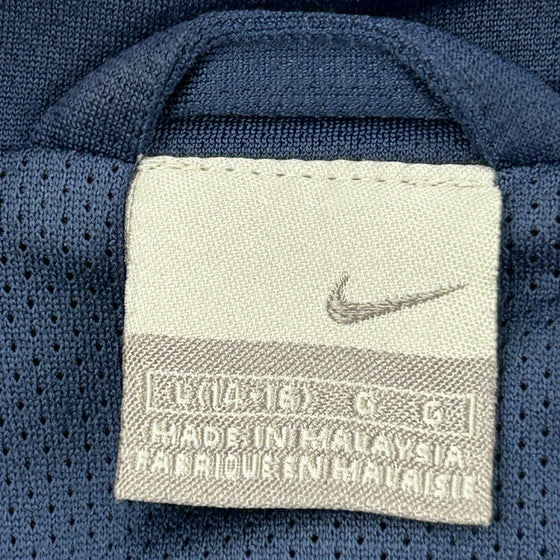 L(14-16) G G
MADE IN MALAYSIA
FABRIQUE EN MALAISIE